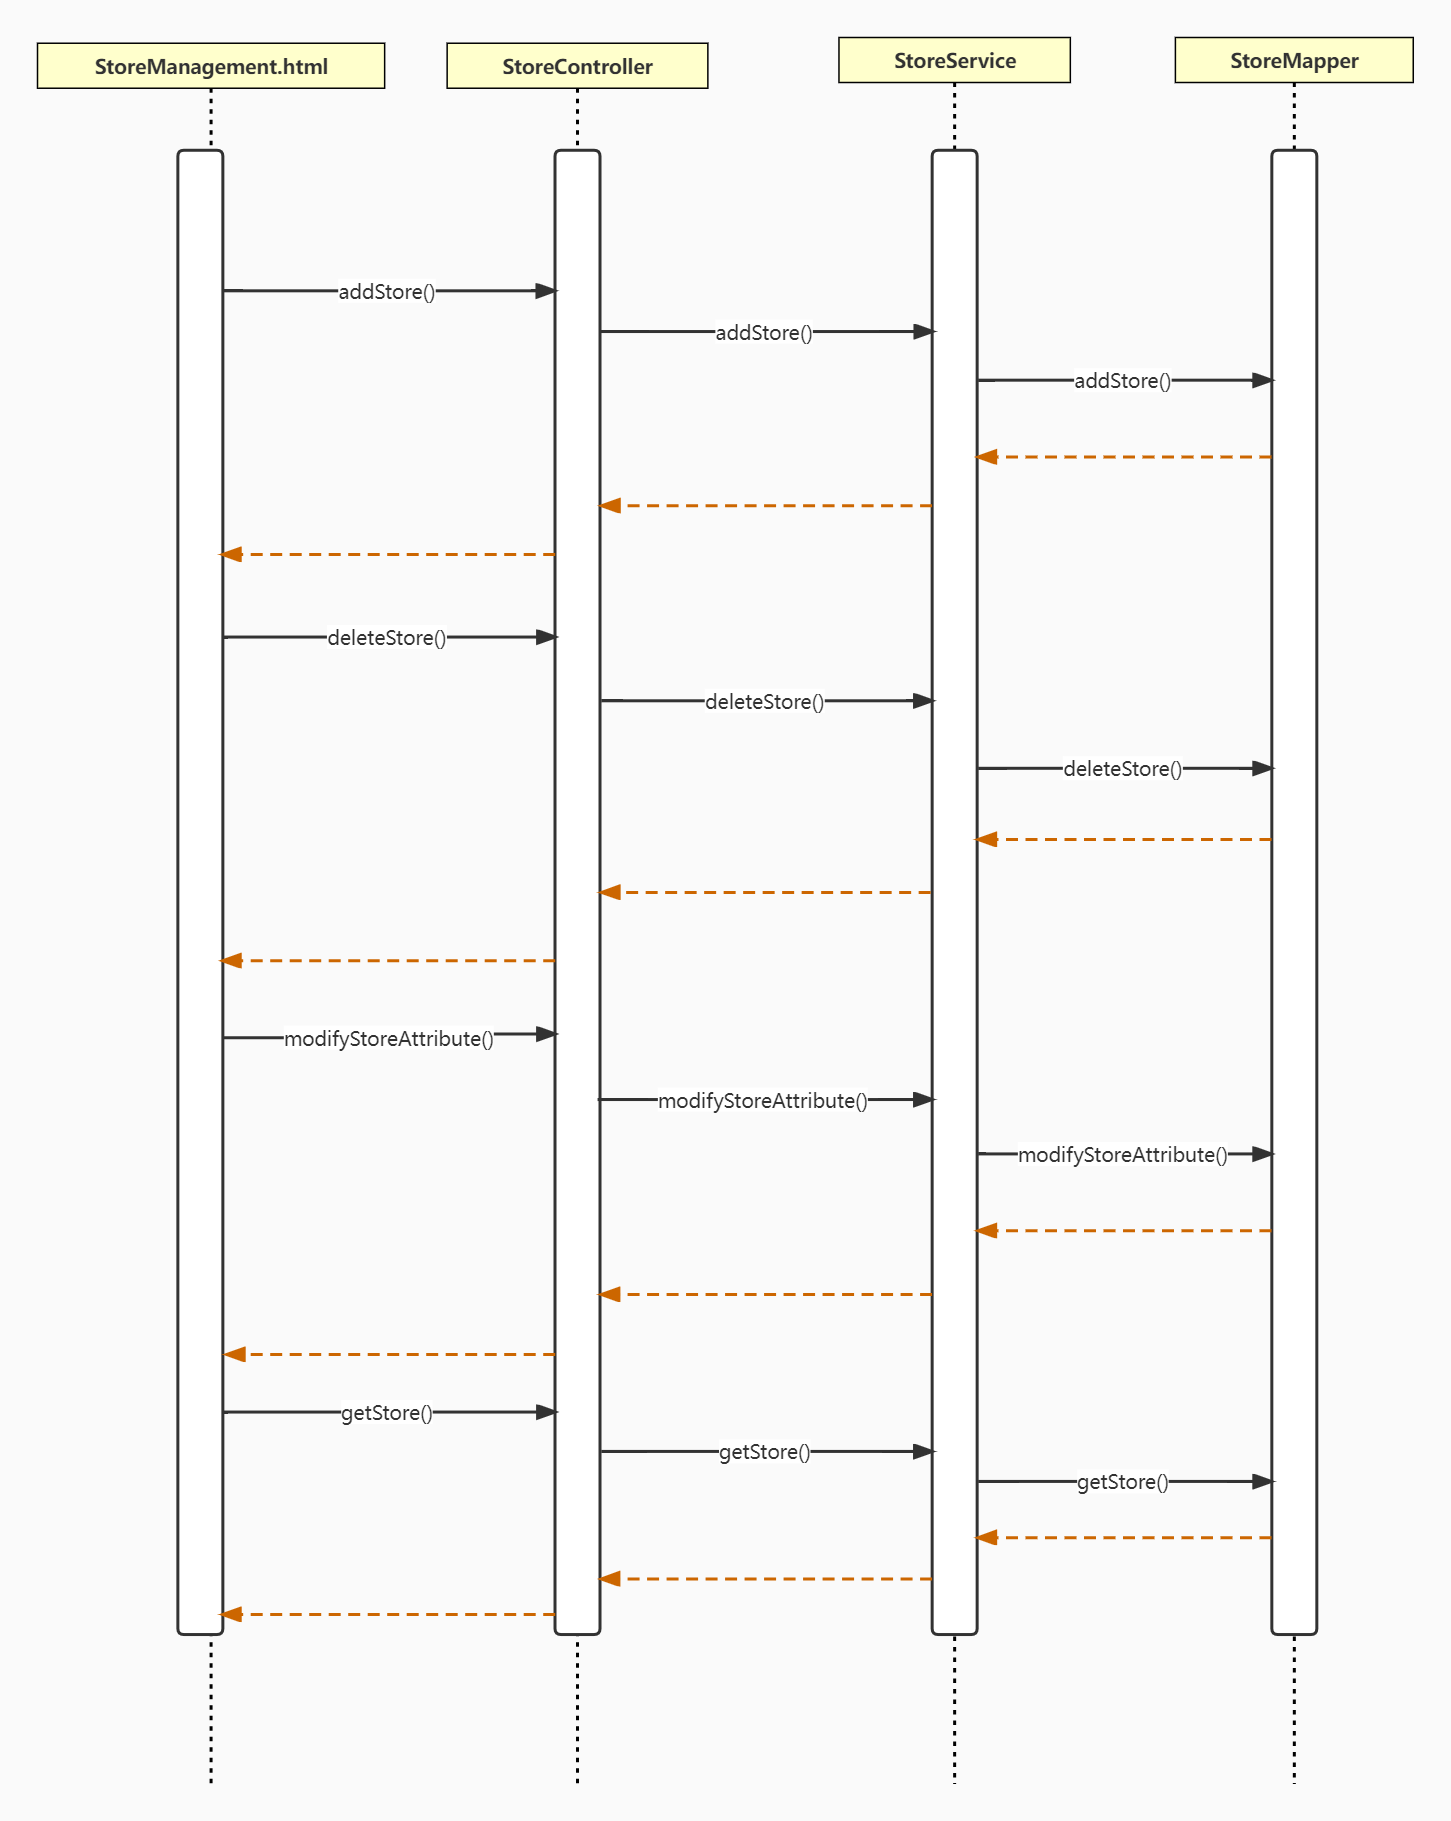 StoreManagement.html
StoreController
StoreService
StoreMapper
addStore()
addStore()
addStore()
deleteStore()
deleteStore()
deleteStore()
modifyStoreAttribute()
modifyStoreAttribute()
modifyStoreAttribute()
getStore()
getStore()
getStore()